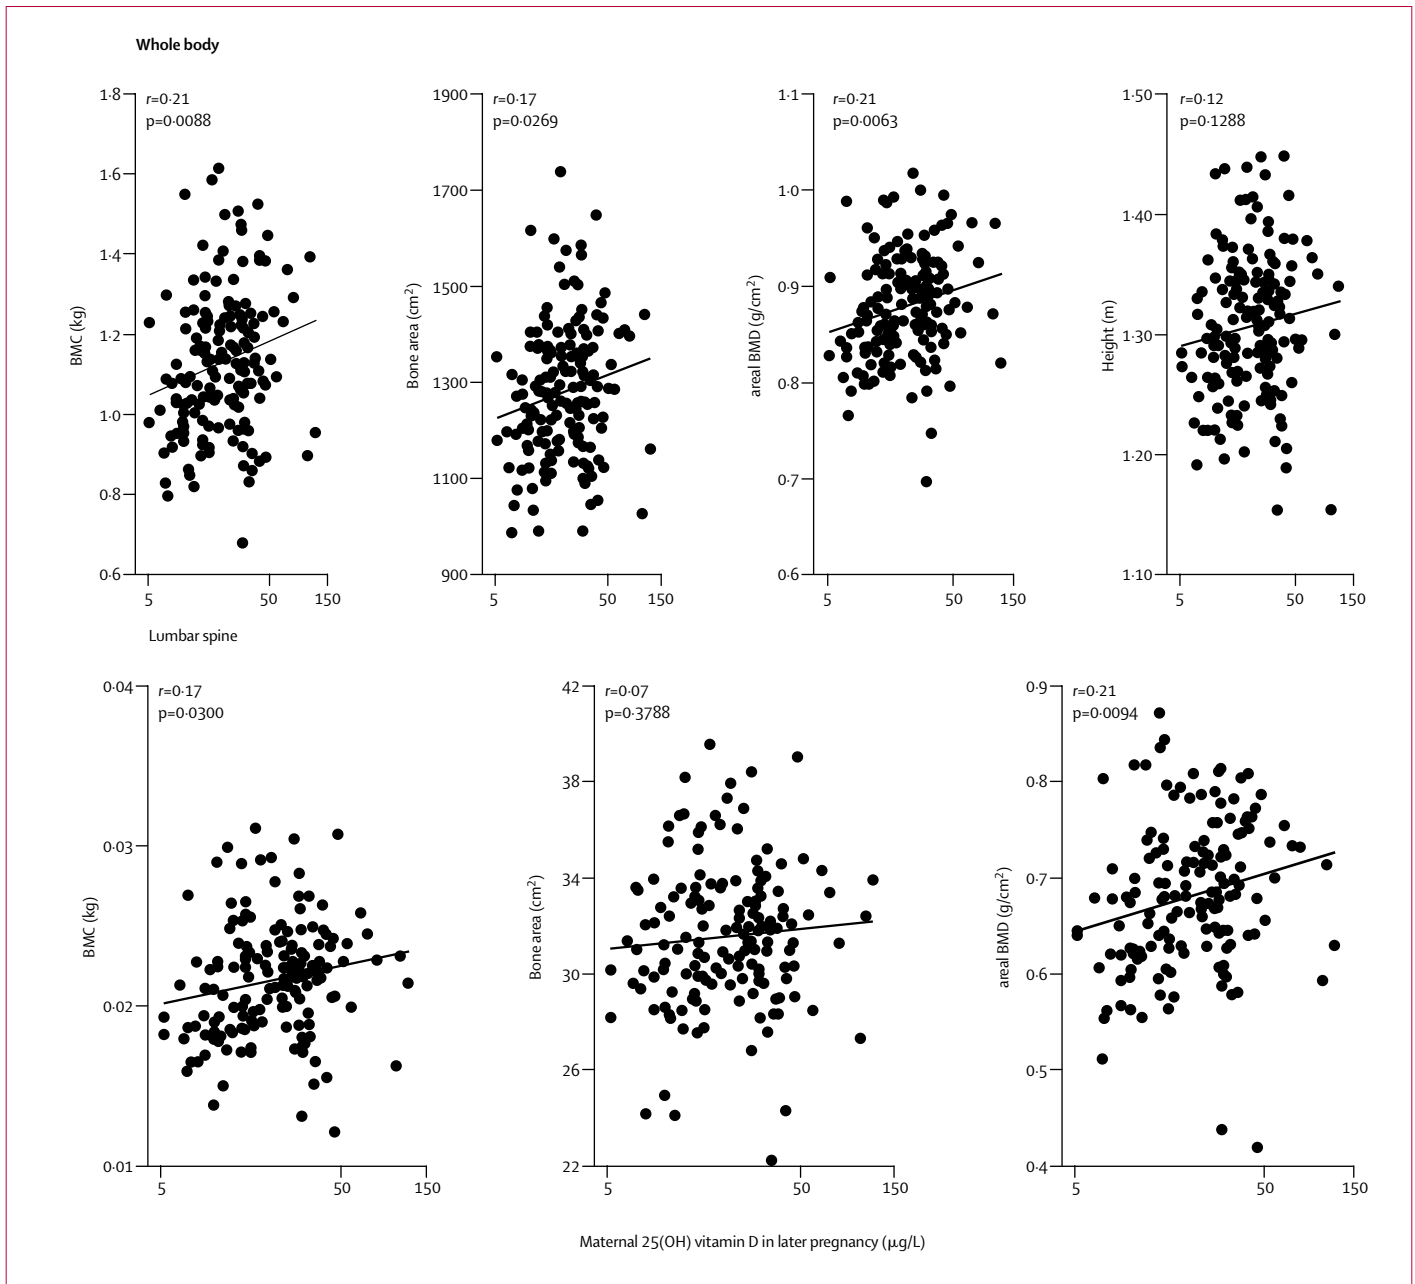 Whole body
r=0·21
p=0·0088
BMC (kg)
1·8
1·6
1·4
1·2
1·0
0·8
0·6
5 50 150
r=0·17
p=0·0269
Bone area (cm²)
1900
1700
1500
1300
1100
900
5 50 150
r=0·21
p=0·0063
areal BMD (g/cm²)
1·1
1·0
0·9
0·8
0·7
0·6
5 50 150
r=0·12
p=0·1288
Height (m)
1·50
1·40
1·30
1·20
1·10
5 50 150
Lumbar spine
r=0·17
p=0·0300
BMC (kg)
0·04
0·03
0·02
0·01
5 50 150
r=0·07
p=0·3788
Bone area (cm²)
42
38
34
30
26
22
5 50 150
r=0·21
p=0·0094
areal BMD (g/cm²)
0·9
0·8
0·7
0·6
0·5
0·4
5 50 150
Maternal 25(OH) vitamin D in later pregnancy (μg/L)